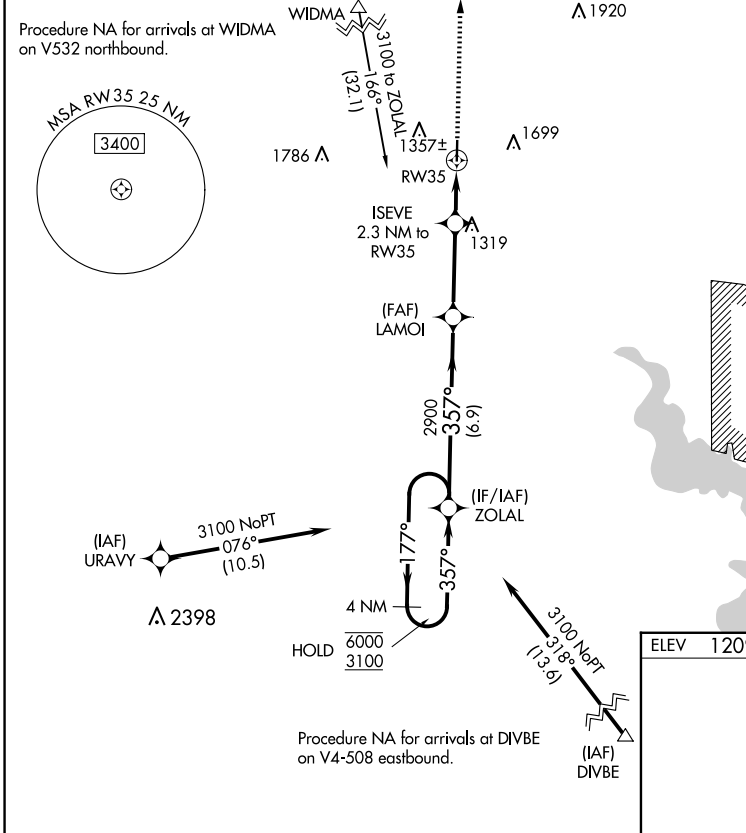 Procedure NA for arrivals at WIDMA
on V532 northbound.
WIDMA
3100 to ZOLAL
166°
(32.1)
1920
MSA RW35 25 NM
3400
1786
1357±
1699
RW35
ISEVE
2.3 NM to
RW35
1319
(FAF)
LAMOI
2900
357°
(6.9)
(IF/IAF)
ZOLAL
(IAF)
URAVY
3100 NoPT
076°
(10.5)
177°
357°
2398
4 NM
HOLD
6000
3100
3100 NoPT
318°
(13.6)
(IAF)
DIVBE
Procedure NA for arrivals at DIVBE
on V4-508 eastbound.
ELEV 1209